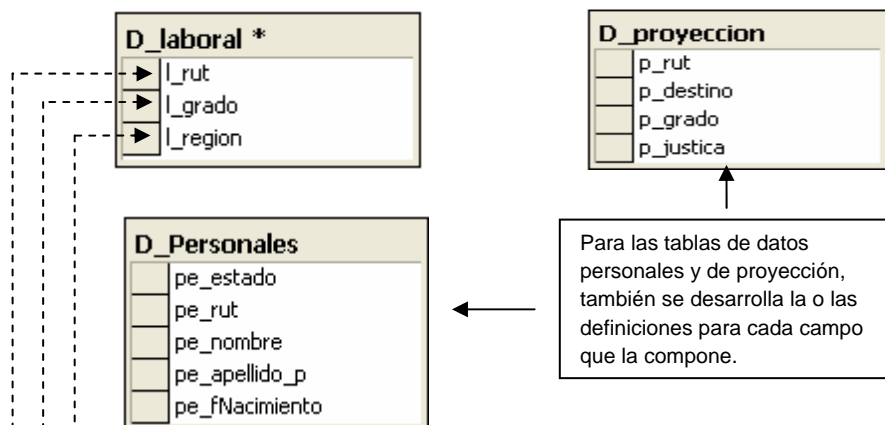 D_laboral *
l_rut
l_grado
l_region
D_proyeccion
p_rut
p_destino
p_grado
p_justica
D_Personales
pe_estado
pe_rut
pe_nombre
pe_apellido_p
pe_fNacimiento
Para las tablas de datos
personales y de proyección,
también se desarrolla la o las
definiciones para cada campo
que la compone.